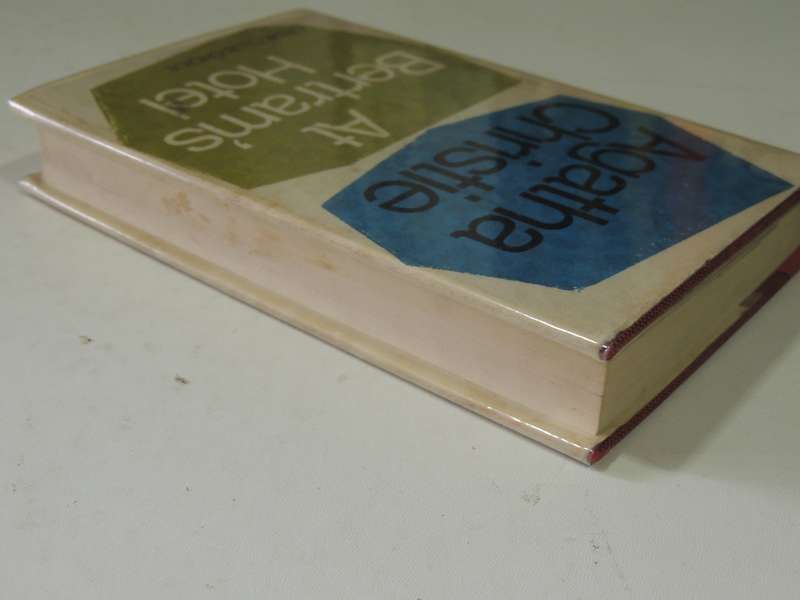 Agatha
Christie
At
Bertram's
Hotel